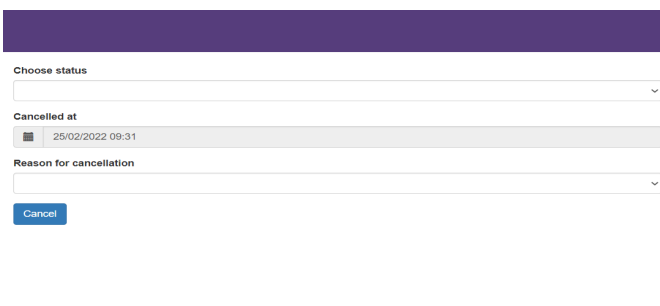 Choose status
Cancelled at
25/02/2022 09:31
Reason for cancellation
Cancel